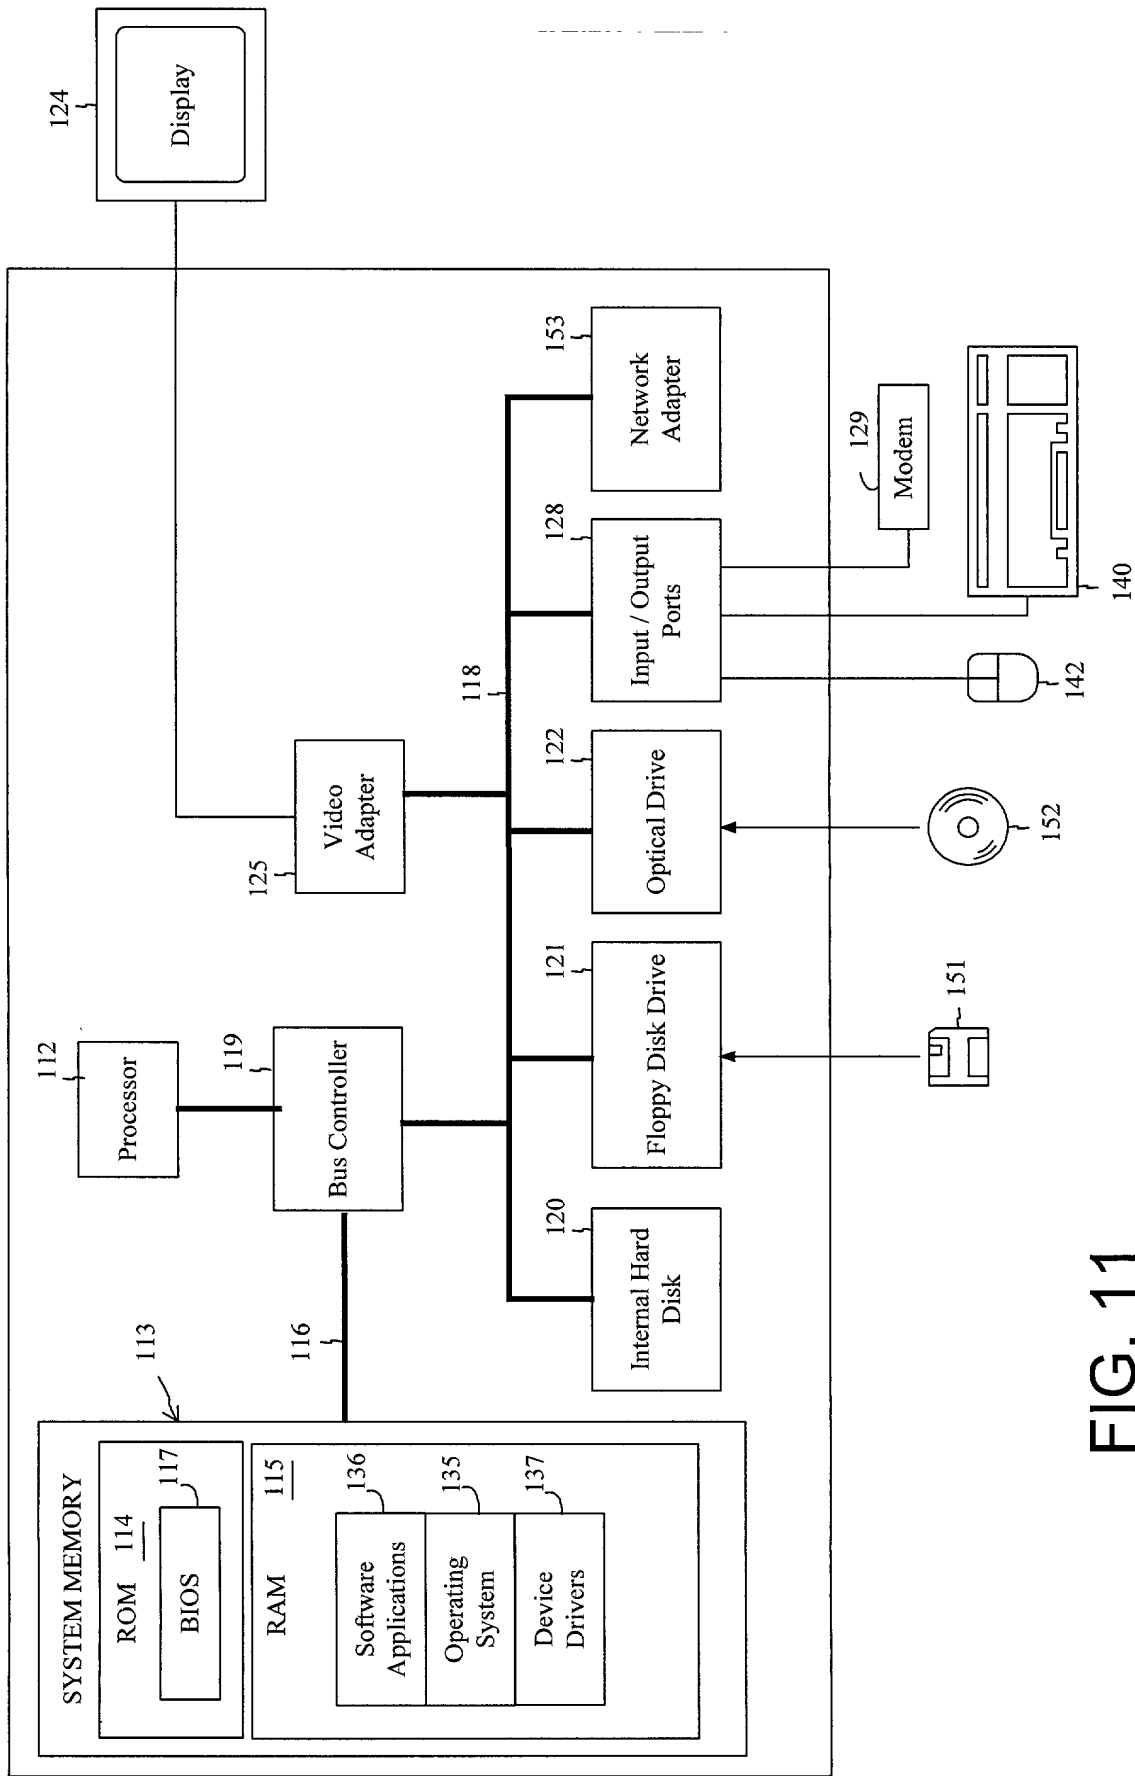 SYSTEM MEMORY
ROM
114
BIOS
117
RAM
115
Software
Applications
136
Operating
System
135
Device
Drivers
137
113
116
Processor
112
Bus Controller
119
Video
Adapter
125
Display
124
118
Internal Hard
Disk
120
Floppy Disk Drive
121
Optical Drive
122
Input / Output
Ports
128
Network
Adapter
153
Modem
129
151
152
142
140
FIG. 11